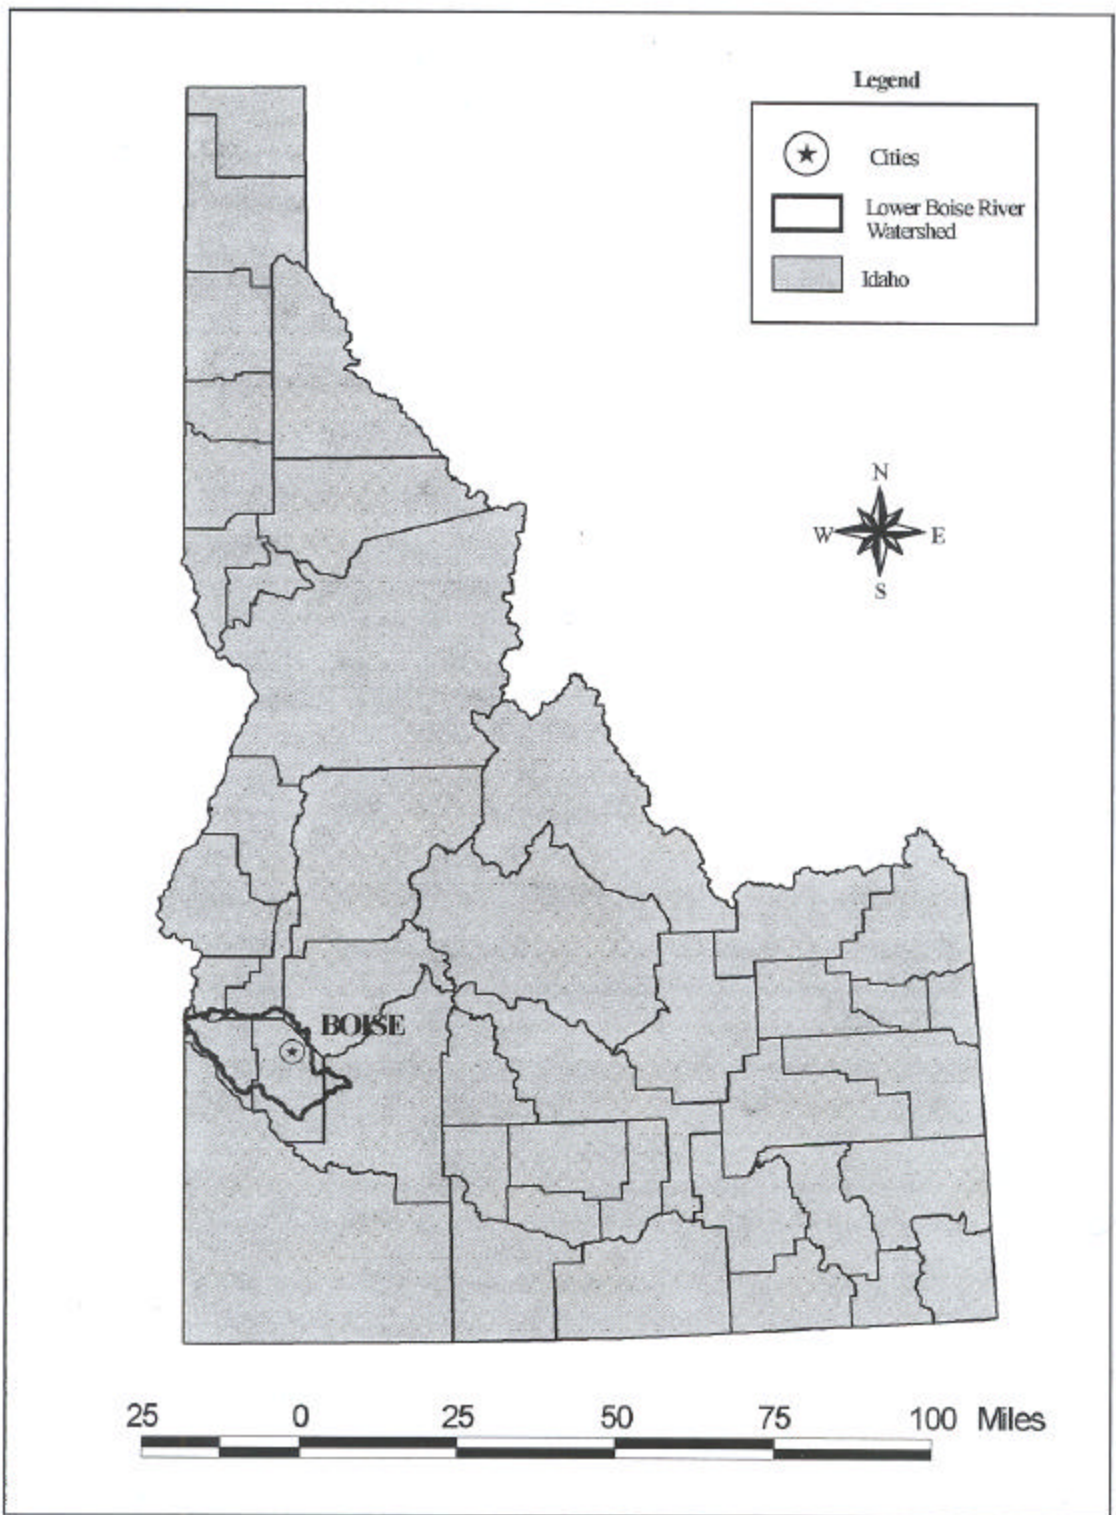 Legend
Cities
Lower Boise River
Watershed
Idaho
N
W E
S
BOISE
25 0 25 50 75 100 Miles